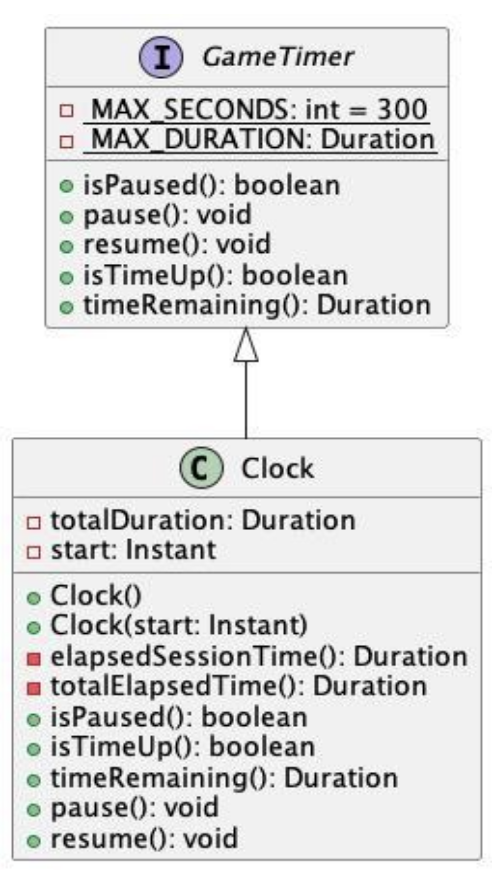 I GameTimer
MAX_SECONDS: int = 300
MAX_DURATION: Duration
isPaused(): boolean
pause(): void
resume(): void
isTimeUp(): boolean
timeRemaining(): Duration
C Clock
totalDuration: Duration
start: Instant
Clock()
Clock(start: Instant)
elapsedSessionTime(): Duration
totalElapsedTime(): Duration
isPaused(): boolean
isTimeUp(): boolean
timeRemaining(): Duration
pause(): void
resume(): void